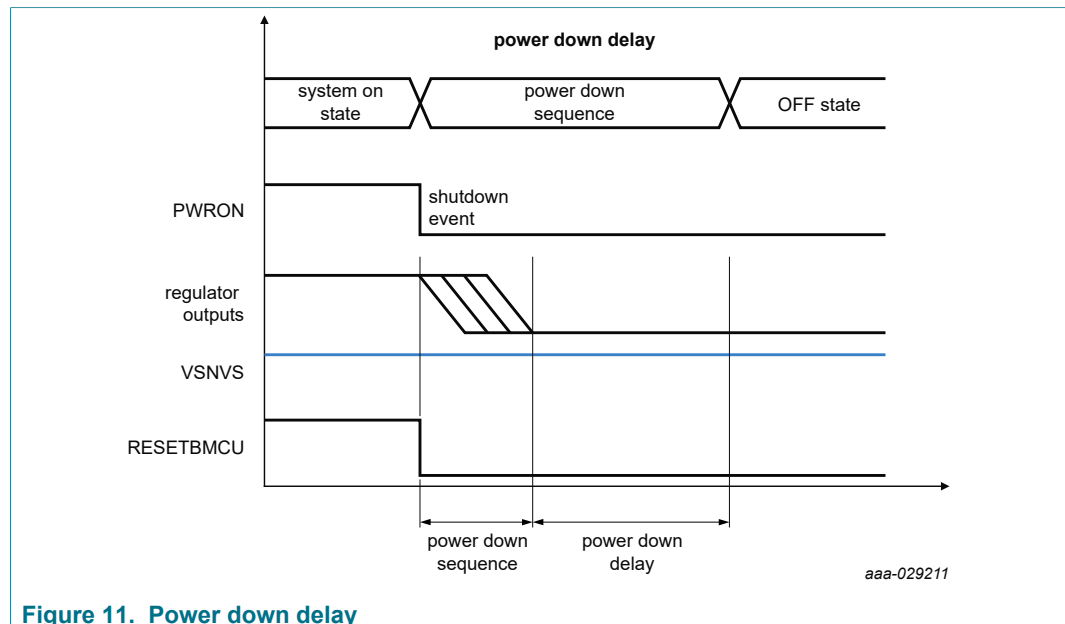 power down delay
system on
state
power down
sequence
OFF state
PWRON
shutdown
event
regulator
outputs
VSNVS
RESETBMCU
power down
sequence
power down
delay
aaa-029211
Figure 11. Power down delay